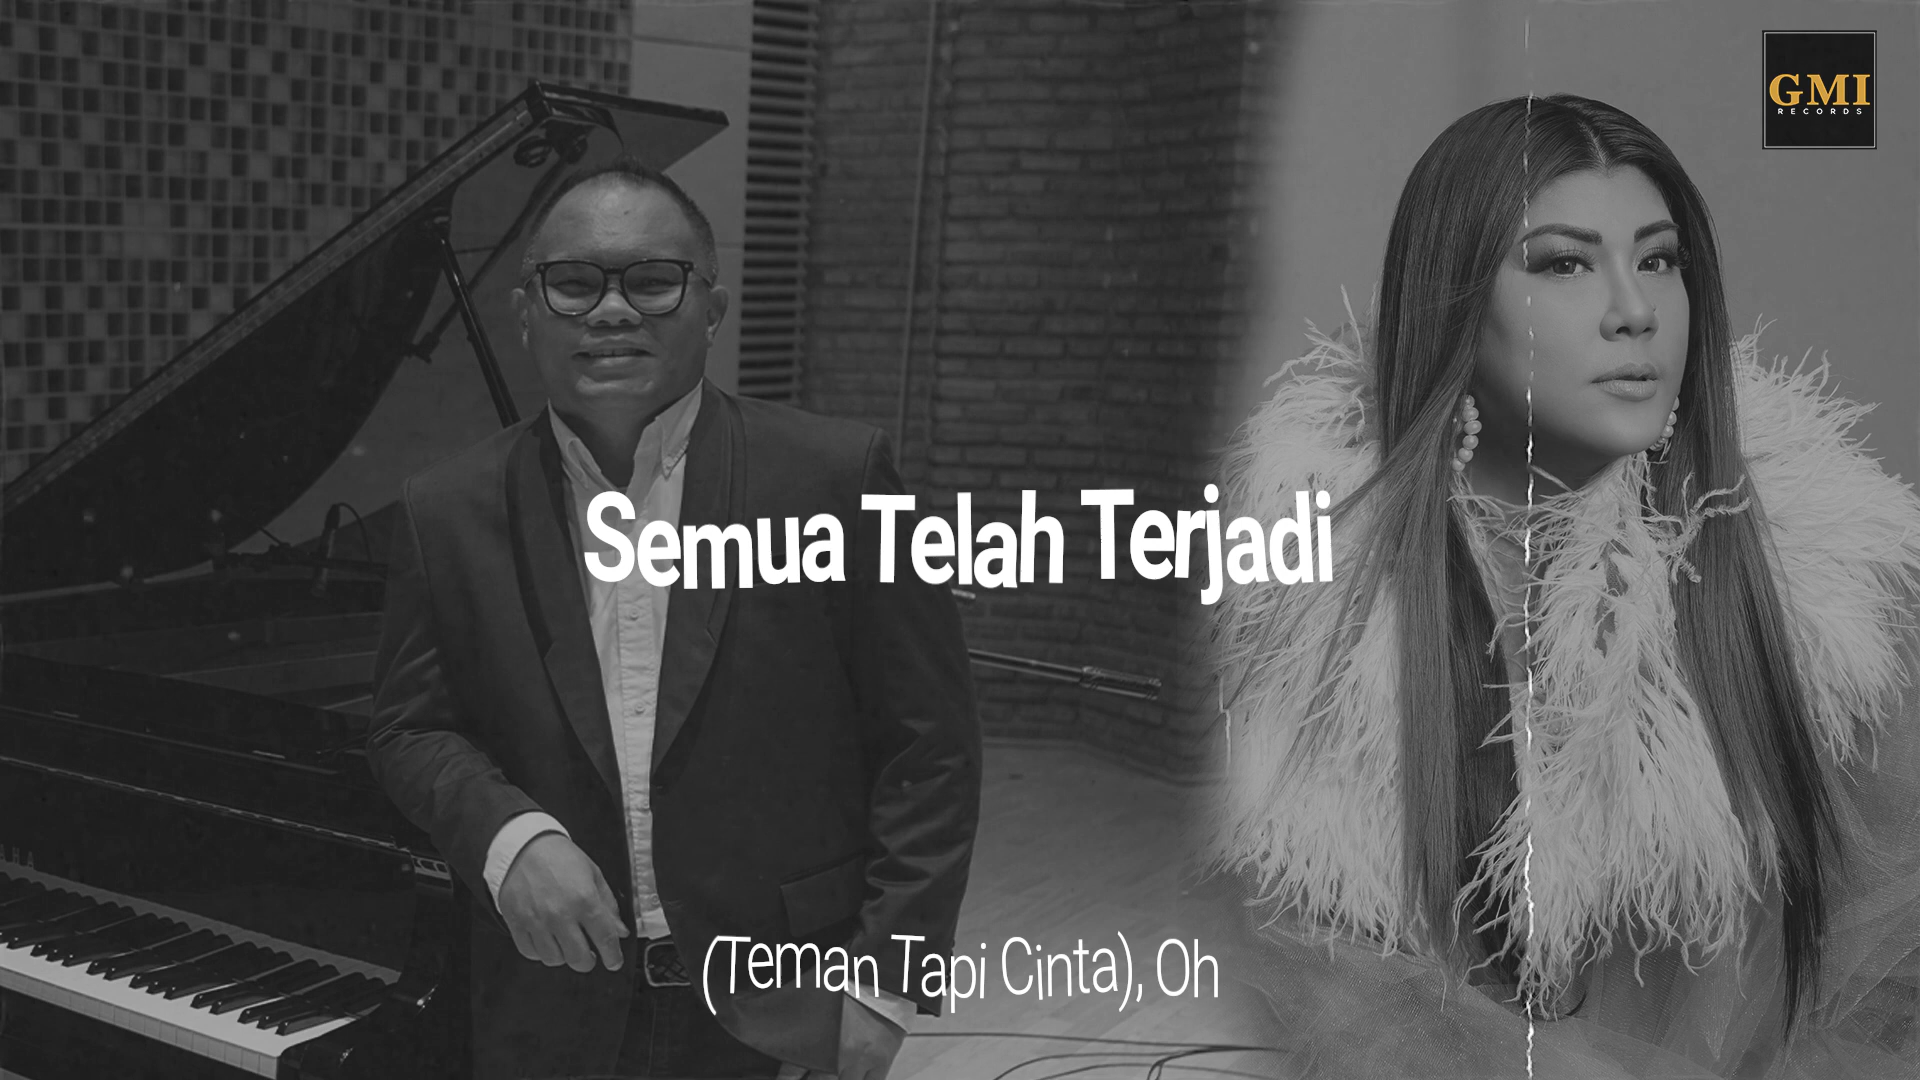 GMI
RECORDS
Semua Telah Terjadi
(Teman Tapi Cinta), Oh